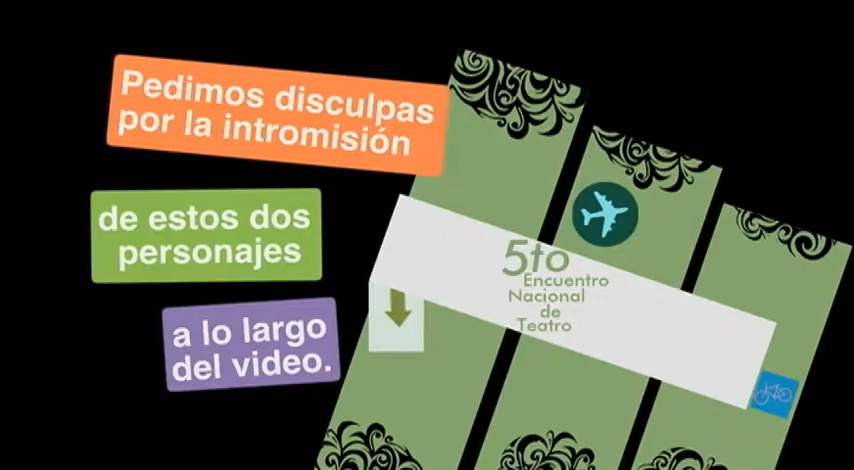 Pedimos disculpas
por la intromisión
de estos dos
personajes
a lo largo
del video.
5to
Encuentro
Nacional
de
Teatro